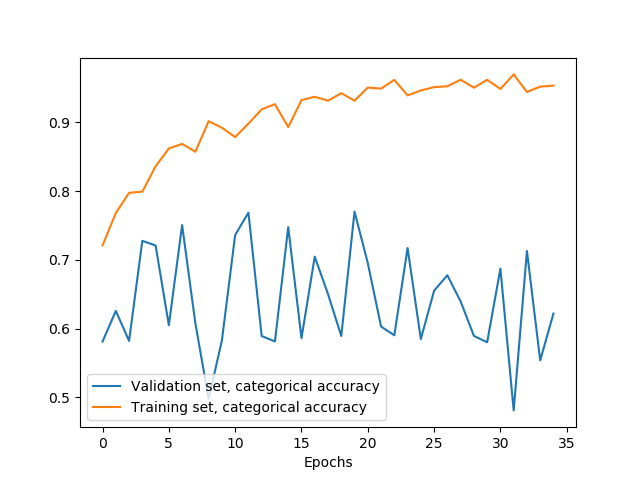 0.9
0.8
0.7
0.6
0.5
Validation set, categorical accuracy
Training set, categorical accuracy
0 5 10 15 20 25 30 35
Epochs